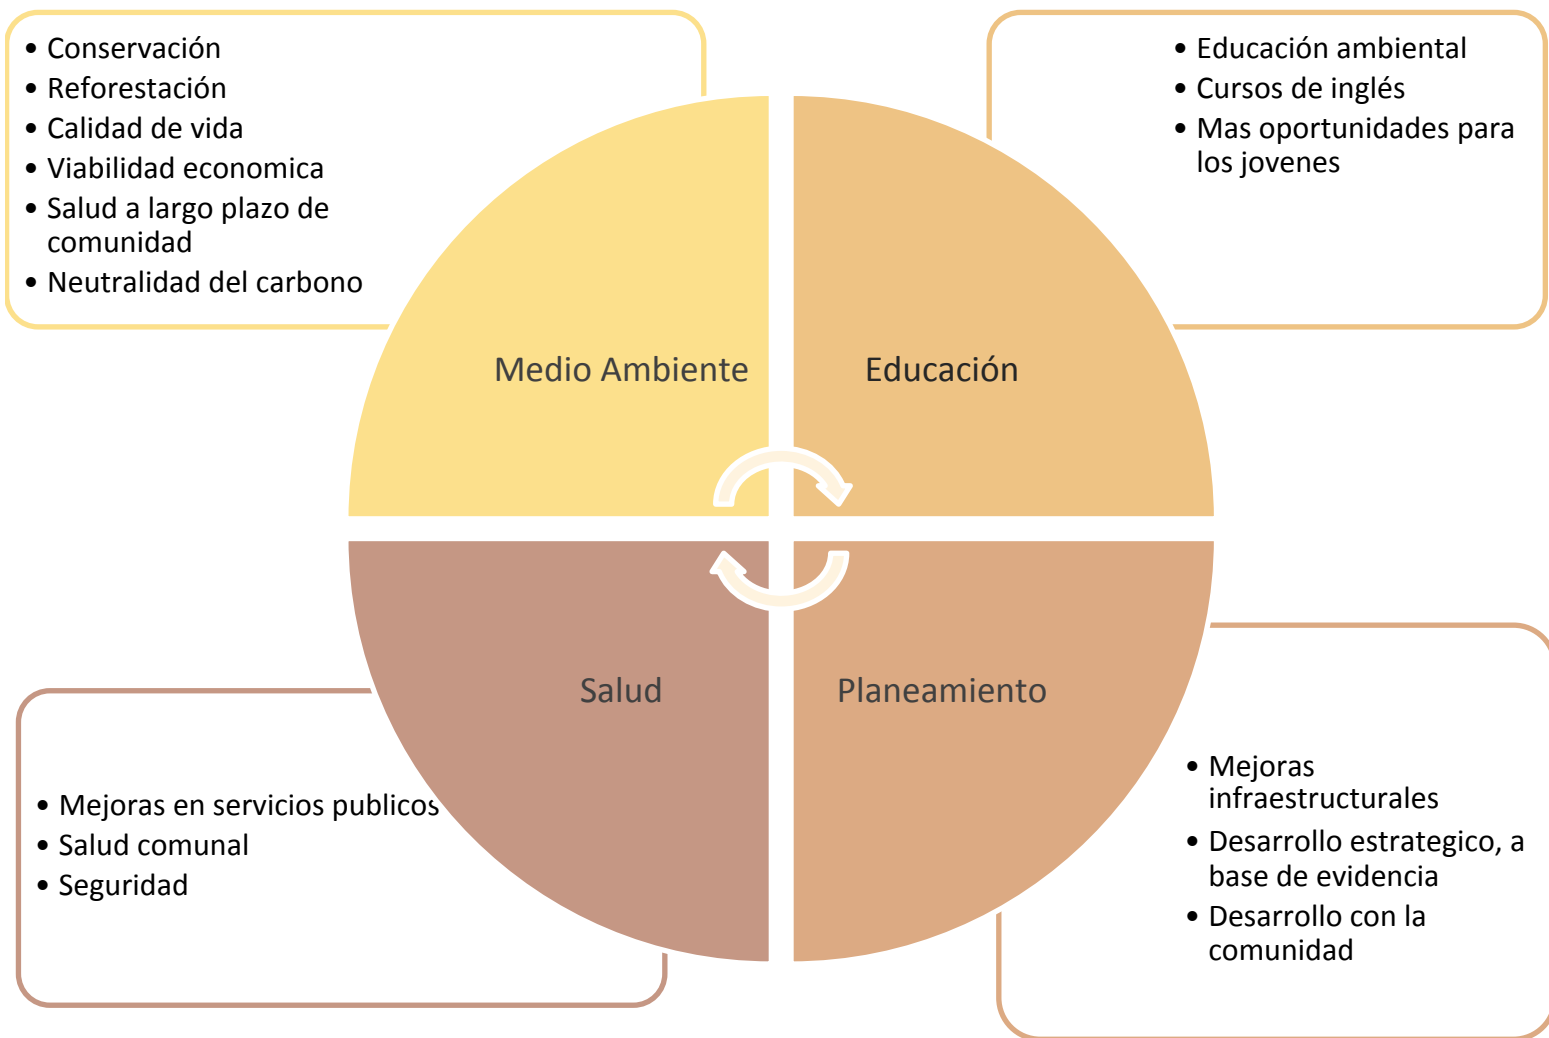 • Conservación
• Reforestación
• Calidad de vida
• Viabilidad economica
• Salud a largo plazo de
comunidad
• Neutralidad del carbono
• Educación ambiental
• Cursos de inglés
• Mas oportunidades para
los jovenes
Medio Ambiente
Educación
Salud
Planeamiento
• Mejoras en servicios publicos
• Salud comunal
• Seguridad
• Mejoras
infraestructurales
• Desarrollo estrategico, a
base de evidencia
• Desarrollo con la
comunidad